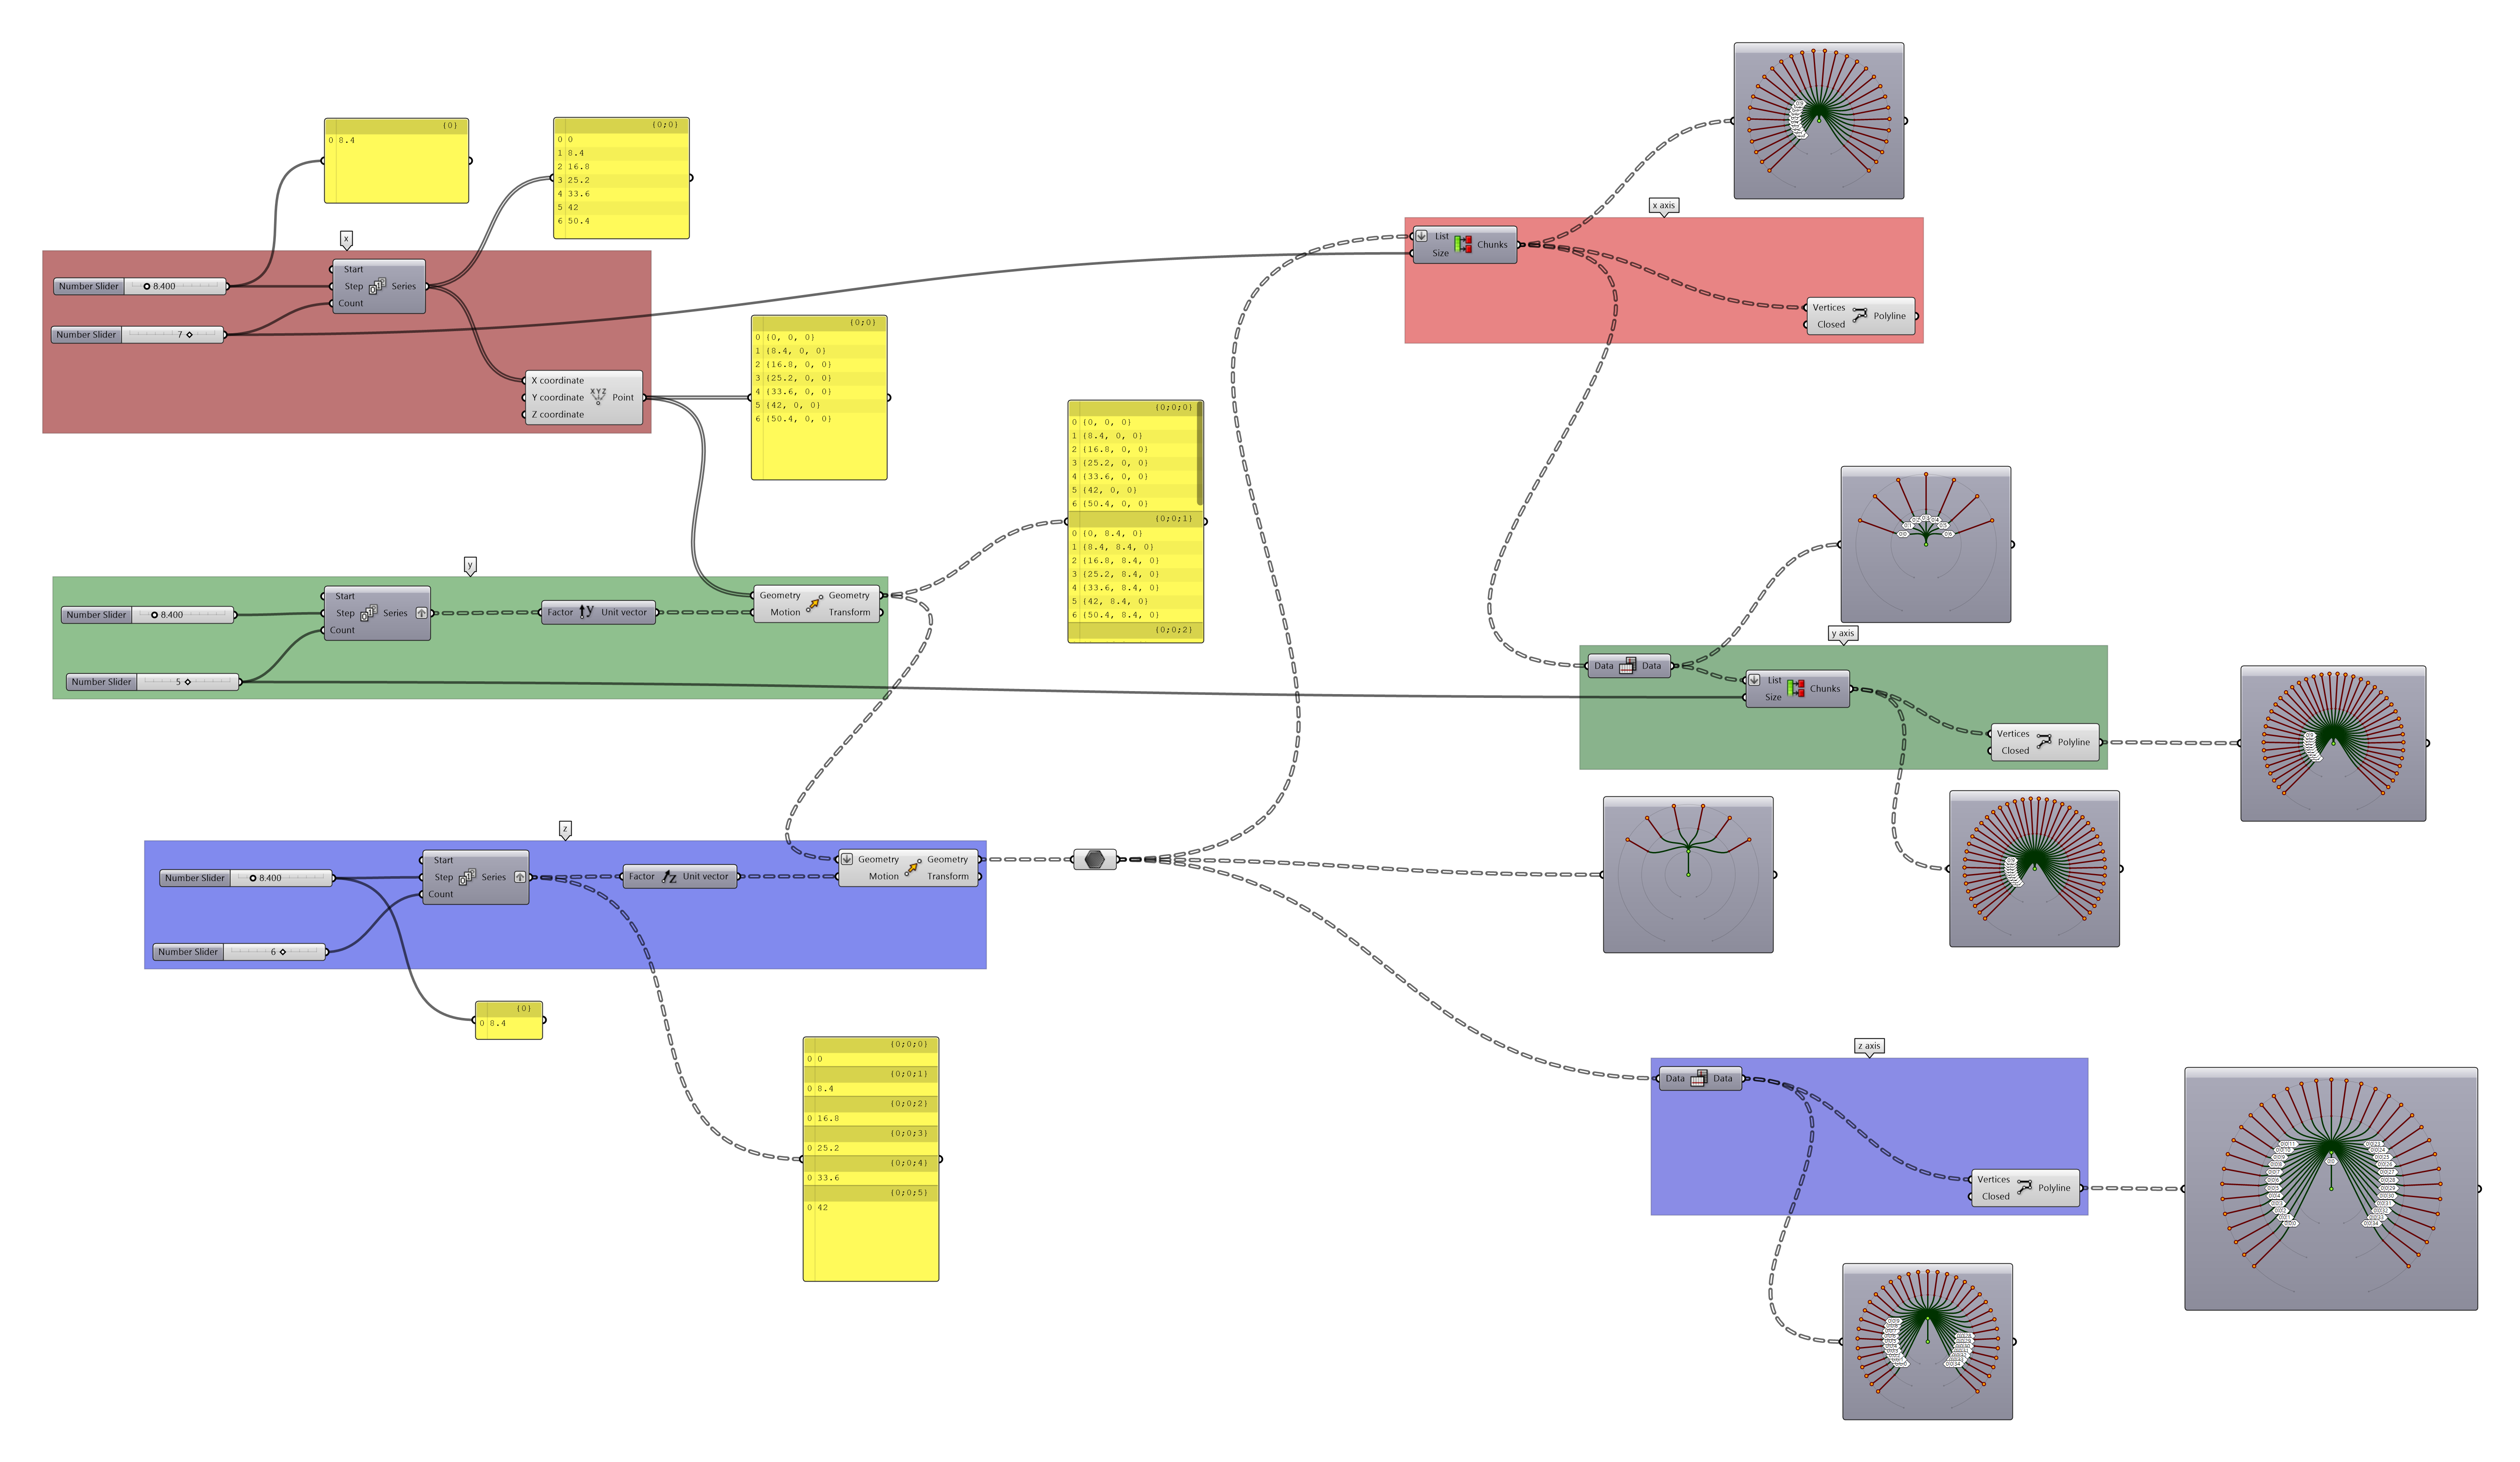 x
Number Slider 8.400
Number Slider 7
Start
Step Series
Count
X coordinate
Y coordinate Point
Z coordinate
{0}
0 8.4
{0;0}
0 0
1 8.4
2 16.8
3 25.2
4 33.6
5 42
6 50.4
{0;0}
0 {0, 0, 0}
1 {8.4, 0, 0}
2 {16.8, 0, 0}
3 {25.2, 0, 0}
4 {33.6, 0, 0}
5 {42, 0, 0}
6 {50.4, 0, 0}
{0;0;0}
0 {0, 0, 0}
1 {8.4, 0, 0}
2 {16.8, 0, 0}
3 {25.2, 0, 0}
4 {33.6, 0, 0}
5 {42, 0, 0}
6 {50.4, 0, 0}
{0;0;1}
0 {0, 8.4, 0}
1 {8.4, 8.4, 0}
2 {16.8, 8.4, 0}
3 {25.2, 8.4, 0}
4 {33.6, 8.4, 0}
5 {42, 8.4, 0}
6 {50.4, 8.4, 0}
{0;0;2}
y
Number Slider 8.400
Number Slider 5
Start
Step Series
Count
Factor y Unit vector
Geometry Geometry
Motion Transform
z
Number Slider 8.400
Number Slider 6
Start
Step Series
Count
Factor Z Unit vector
Geometry Geometry
Motion Transform
{0}
0 8.4
{0;0;0}
0 0
{0;0;1}
0 8.4
{0;0;2}
0 16.8
{0;0;3}
0 25.2
{0;0;4}
0 33.6
{0;0;5}
0 42
x axis
List Chunks
Size
Vertices Polyline
Closed
y axis
Data Data
List Chunks
Size
Vertices Polyline
Closed
z axis
Data Data
Vertices Polyline
Closed